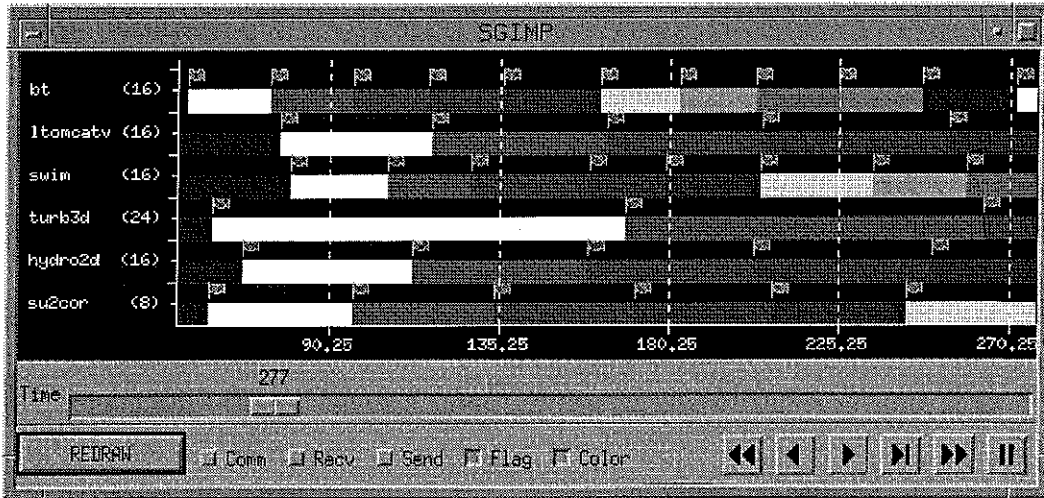 SGIMP
bt (16)
ltomcatv (16)
swim (16)
turb3d (24)
hydro2d (16)
su2cor (8)
90,25 135,25 180,25 225,25 270,25
277
Time
REDRAW Comm Racv Send Flag Color